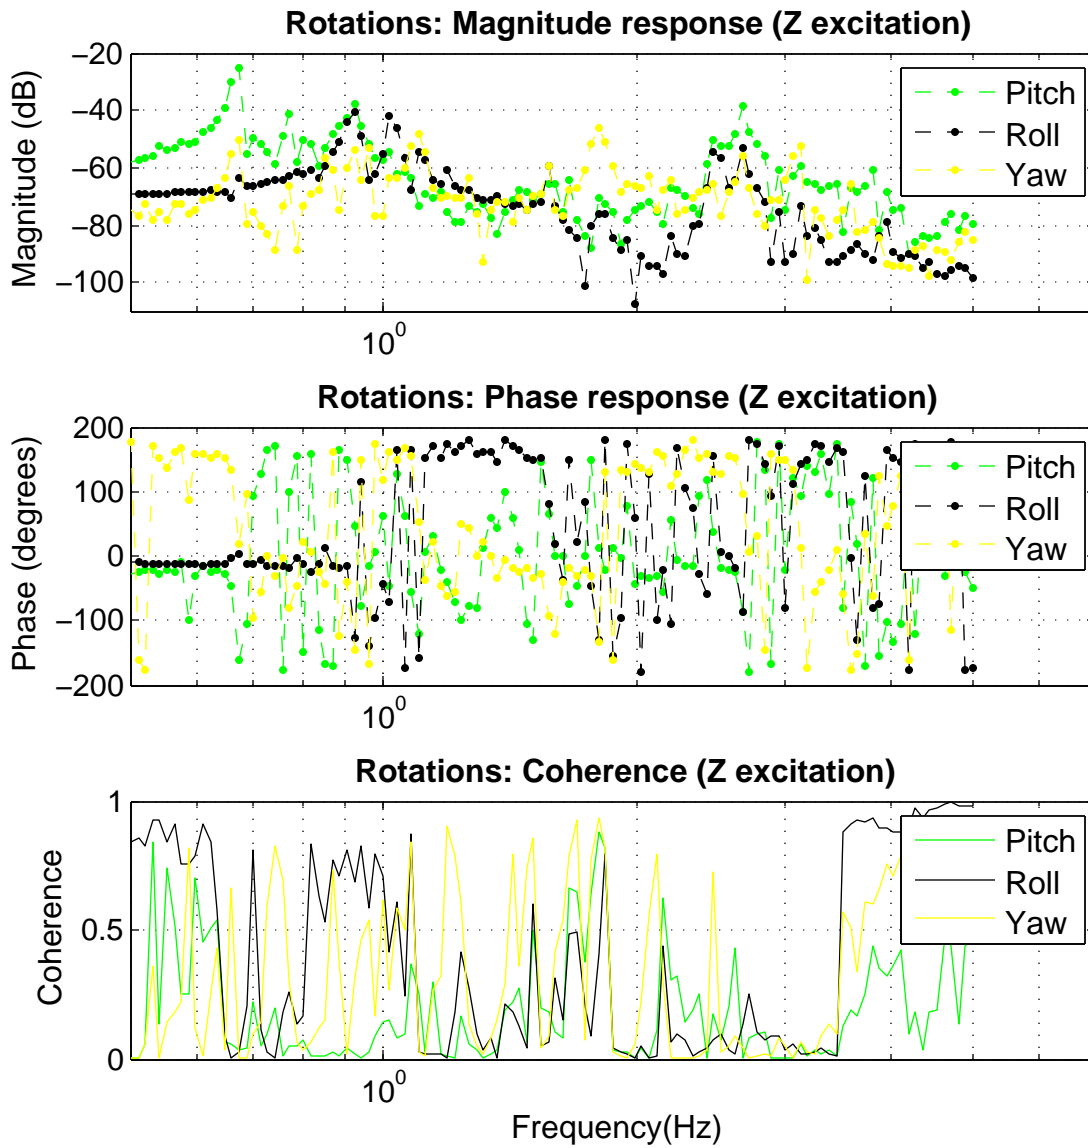 Rotations: Magnitude response (Z excitation)
Magnitude (dB)
−20
−40
−60
−80
−100
Pitch
Roll
Yaw
10^0
Rotations: Phase response (Z excitation)
Phase (degrees)
200
100
0
−100
−200
Pitch
Roll
Yaw
10^0
Rotations: Coherence (Z excitation)
Coherence
1
0.5
0
Pitch
Roll
Yaw
10^0
Frequency(Hz)